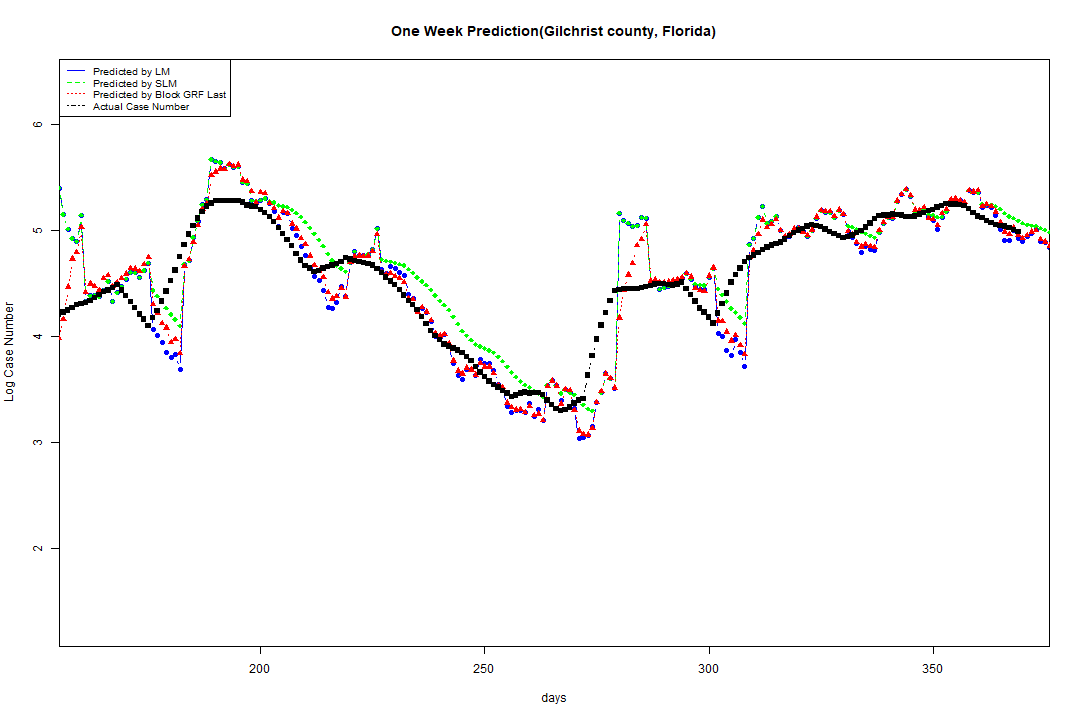 One Week Prediction(Gilchrist county, Florida)
Predicted by LM
Predicted by SLM
Predicted by Block GRF Last
Actual Case Number
Log Case Number
6
5
4
3
2
200 250 300 350
days